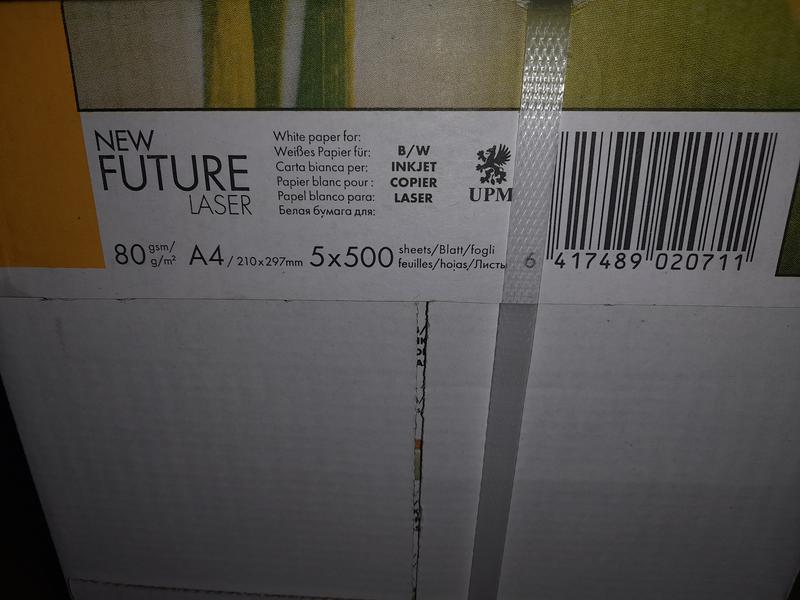 NEW
FUTURE
LASER
White paper for:
Weißes Papier für:
Carta bianca per:
Papier blanc pour :
Papel blanco para:
Белая бумага для:
B/W
INKJET
COPIER
LASER
UPM
80 gsm/ g/m²
A4 / 210x297mm
5x500 sheets/Blatt/fogli
feuilles/hojas/Листы
6 417489 020711